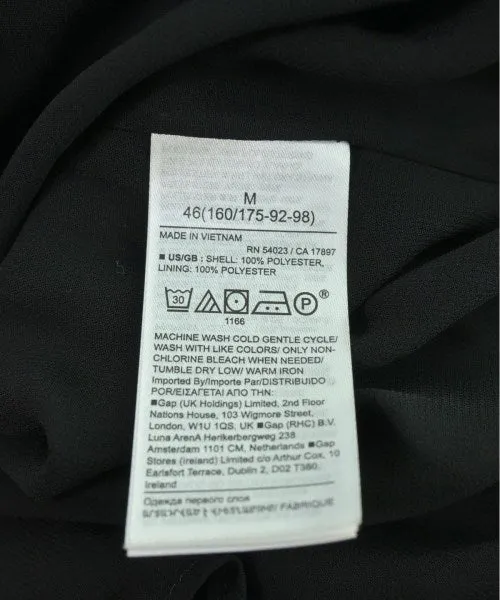 M
46(160/175-92-98)
MADE IN VIETNAM
RN 54023 / CA 17897
■ US/GB: SHELL: 100% POLYESTER,
LINING: 100% POLYESTER
30 P ®
1166
MACHINE WASH COLD GENTLE CYCLE/
WASH WITH LIKE COLORS/ ONLY NON-
CHLORINE BLEACH WHEN NEEDED/
TUMBLE DRY LOW/ WARM IRON
Imported By/Importe Par/DISTRIBUIDO
POR/ΕΙΣΑΓΕΤΑΙ ΑΠΟ ΤΗΝ:
■Gap (UK Holdings) Limited, 2nd Floor
Nations House, 103 Wigmore Street,
London, W1U 1QS, UK ■Gap (RHC) B.V.
Luna ArenA Herikerbergweg 238
Amsterdam 1101 CM, Netherlands ■Gap
Stores (Ireland) Limited c/o Arthur Cox, 10
Earlsfort Terrace, Dublin 2, D02 T380,
Ireland
Одежда первого слоя
FABRIQUE